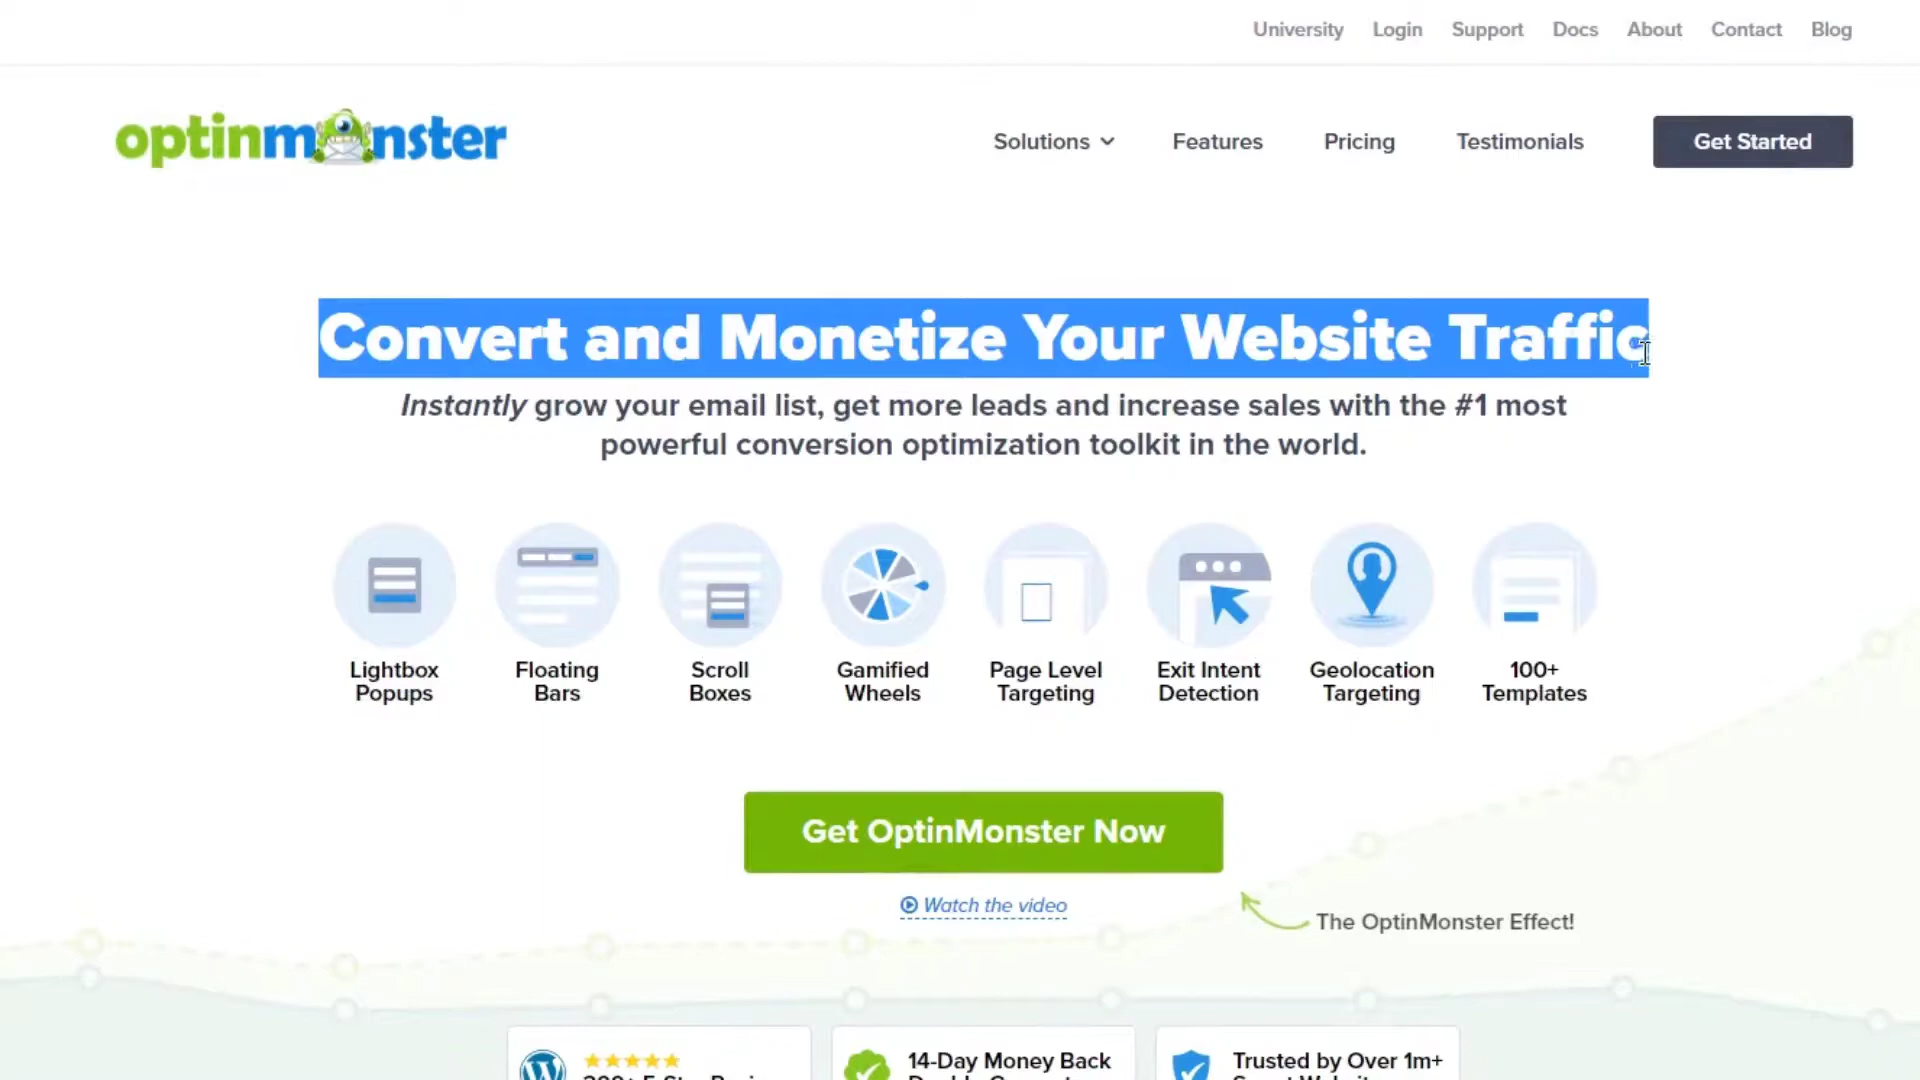 University Login Support Docs About Contact Blog
optinmonster
Solutions Features Pricing Testimonials Get Started
Convert and Monetize Your Website Traffic
Instantly grow your email list, get more leads and increase sales with the #1 most
powerful conversion optimization toolkit in the world.
Lightbox
Popups
Floating
Bars
Scroll
Boxes
Gamified
Wheels
Page Level
Targeting
Exit Intent
Detection
Geolocation
Targeting
100+
Templates
Get OptinMonster Now
Watch the video
The OptinMonster Effect!
14-Day Money Back
Trusted by Over 1m+